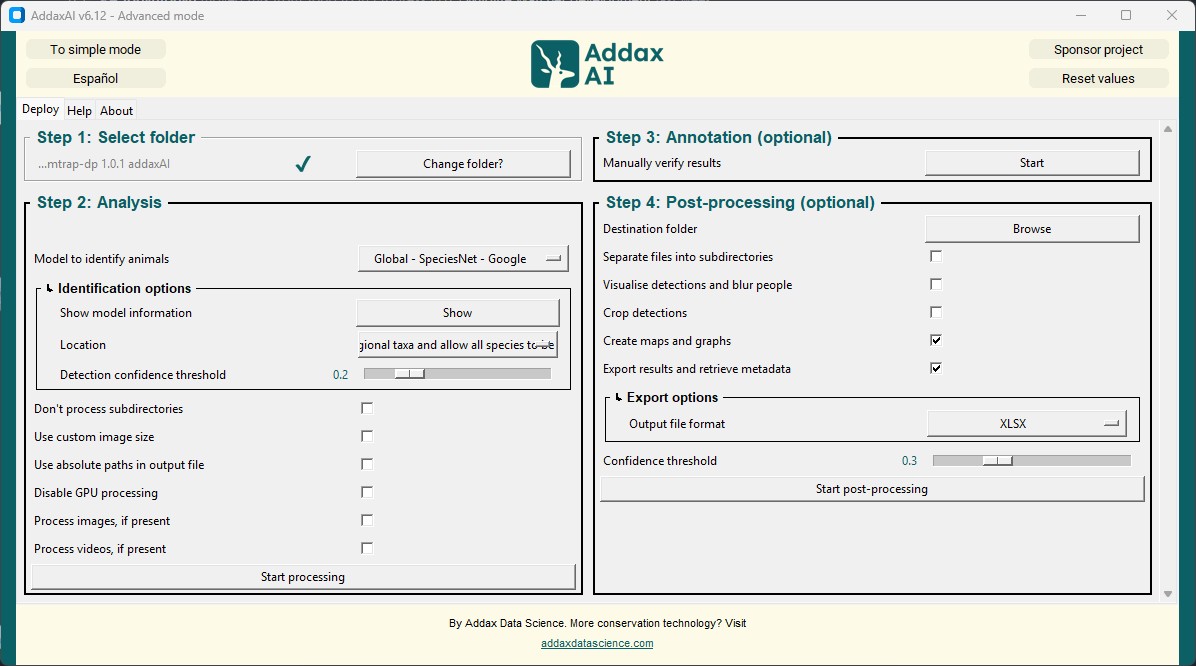 AddaxAI v6.12 - Advanced mode
To simple mode
Español
Addax
AI
Sponsor project
Reset values
Deploy Help About
Step 1: Select folder
...mtrap-dp 1.0.1 addaxAI
Change folder?
Step 2: Analysis
Model to identify animals
Global - SpeciesNet - Google
Identification options
Show model information
Show
Location
gional taxa and allow all species to be
Detection confidence threshold 0.2
Don't process subdirectories
Use custom image size
Use absolute paths in output file
Disable GPU processing
Process images, if present
Process videos, if present
Start processing
Step 3: Annotation (optional)
Manually verify results
Start
Step 4: Post-processing (optional)
Destination folder
Browse
Separate files into subdirectories
Visualise detections and blur people
Crop detections
Create maps and graphs
Export results and retrieve metadata
Export options
Output file format
XLSX
Confidence threshold 0.3
Start post-processing
By Addax Data Science. More conservation technology? Visit
addaxdatascience.com